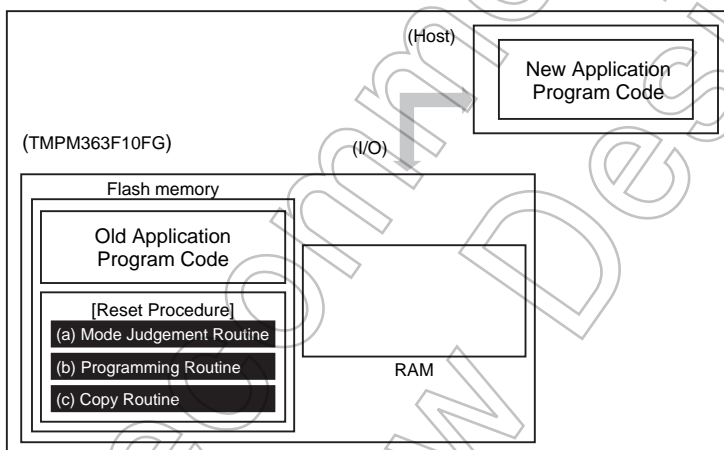 (Host)
New Application
Program Code
(TMPM363F10FG)
(I/O)
Flash memory
Old Application
Program Code
[Reset Procedure]
(a) Mode Judgement Routine
(b) Programming Routine
(c) Copy Routine
RAM